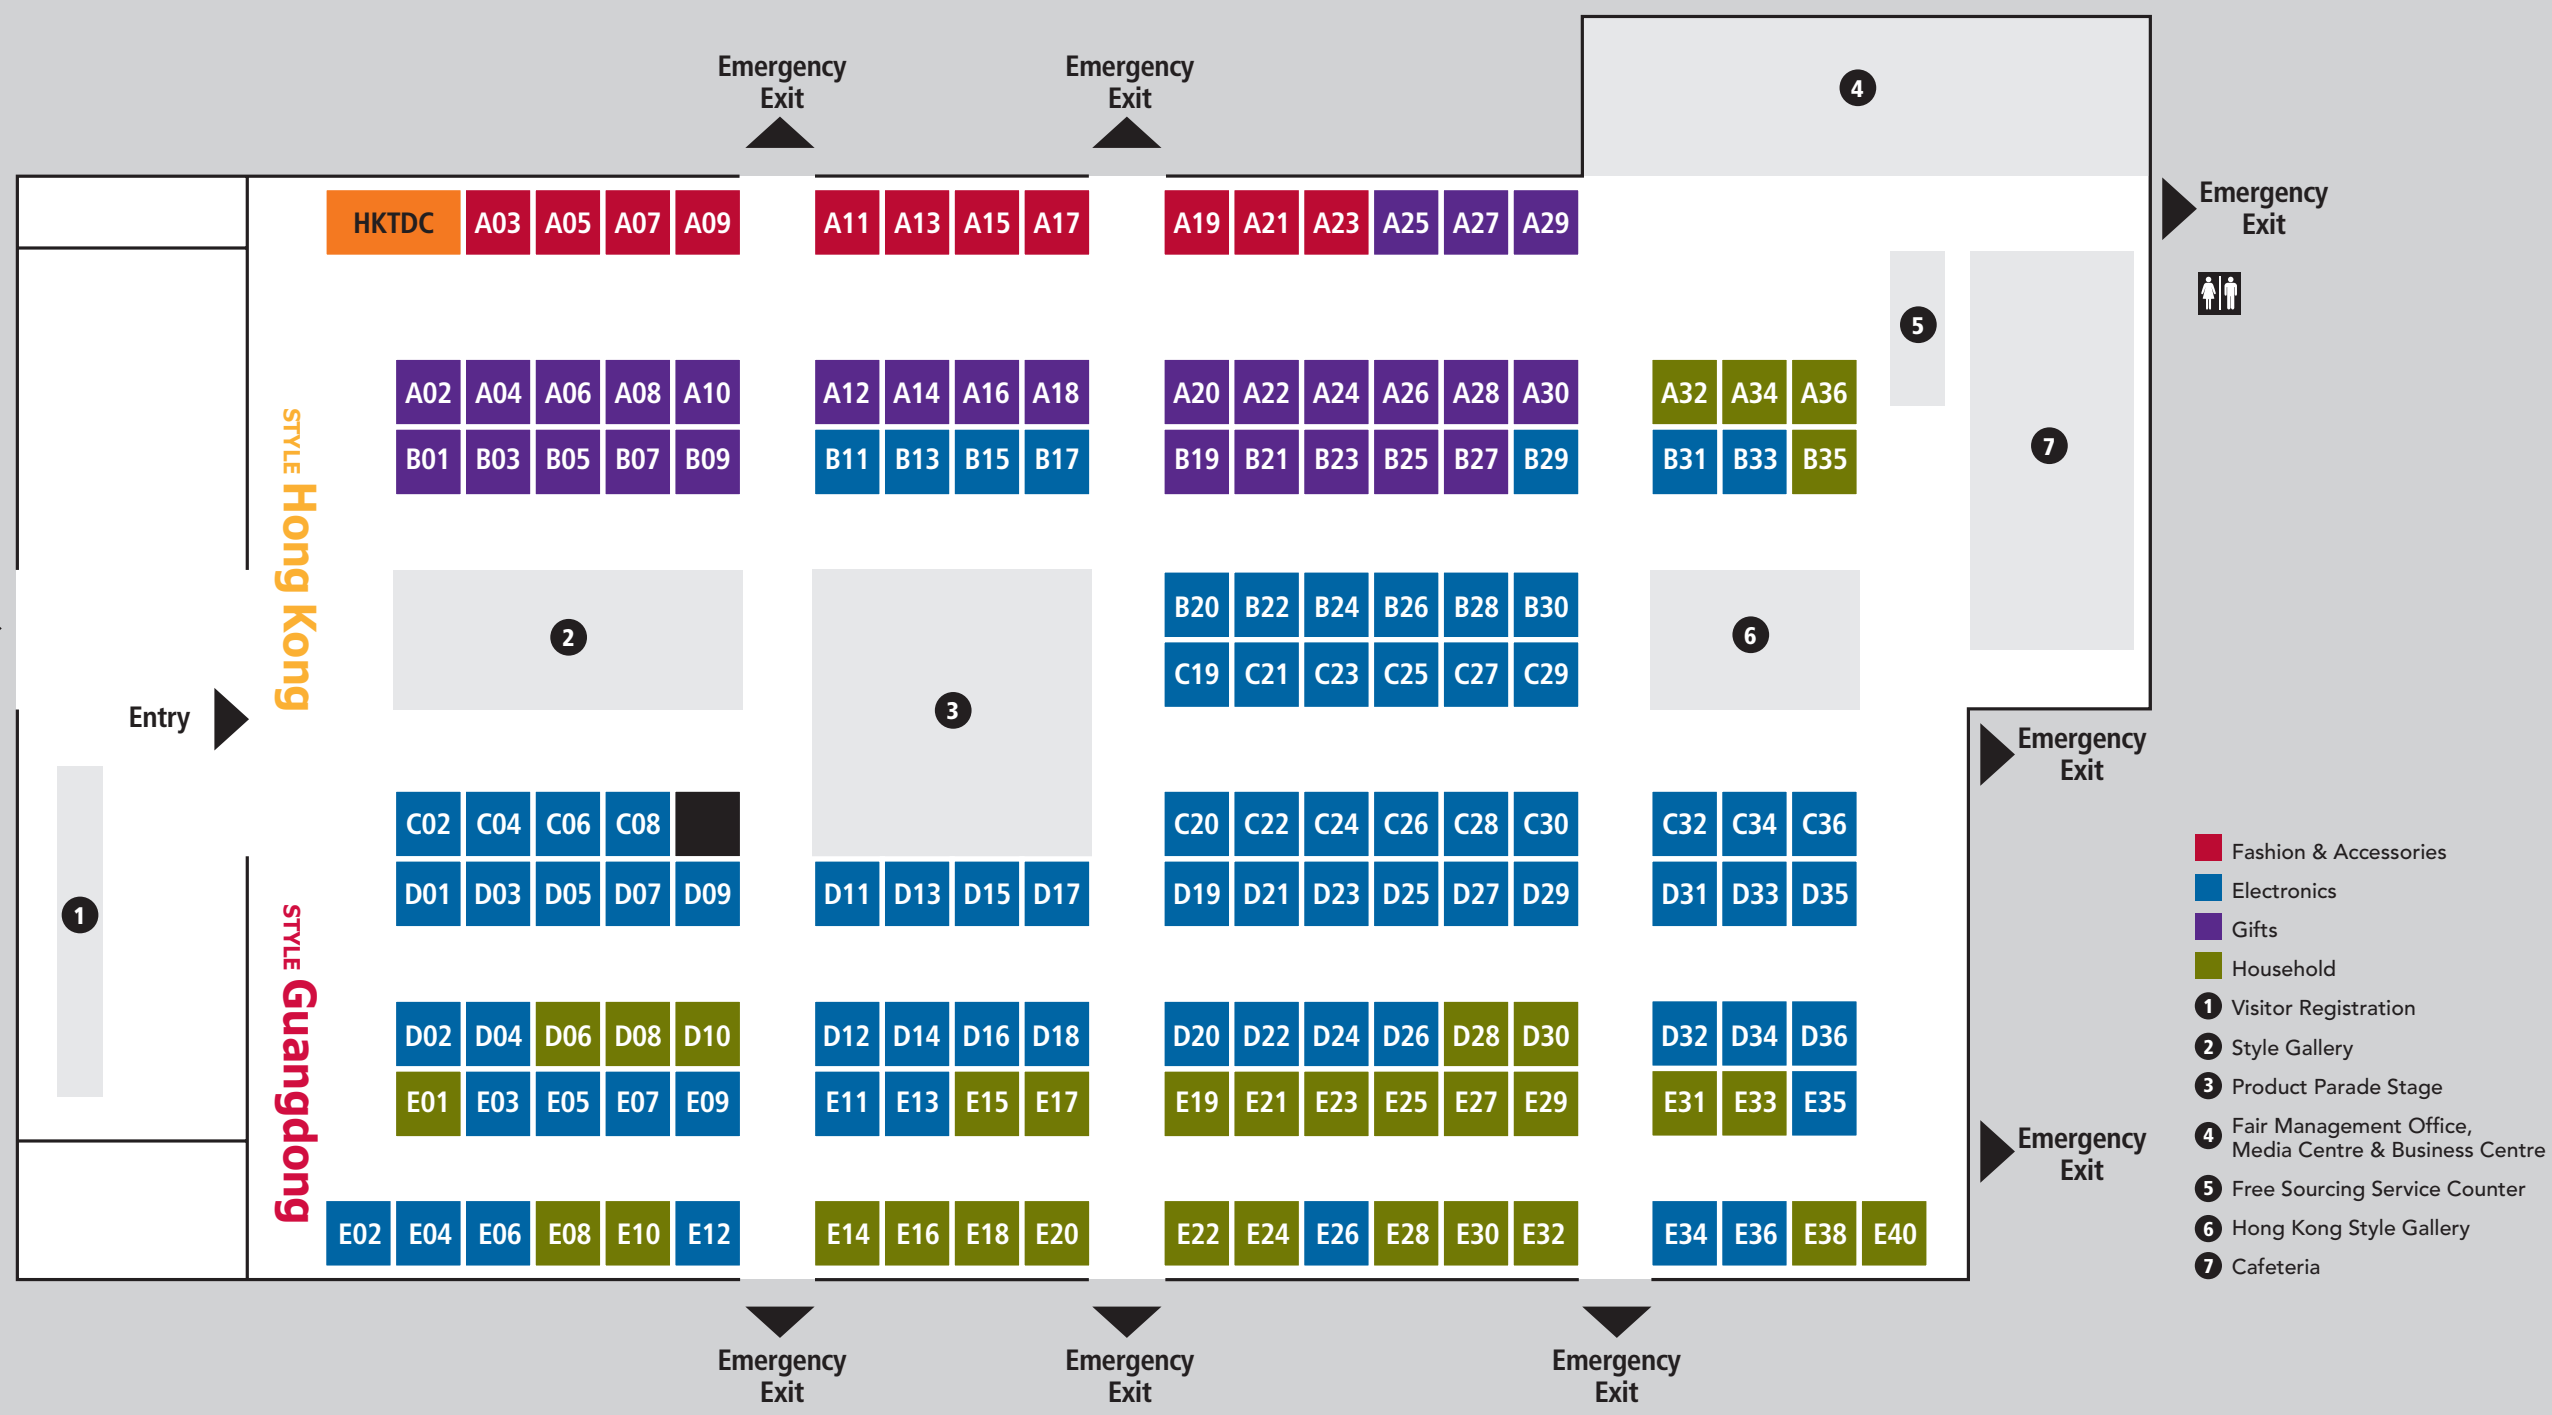 Emergency
Exit
Emergency
Exit
4
Emergency
Exit
HKTDC A03 A05 A07 A09 A11 A13 A15 A17 A19 A21 A23 A25 A27 A29
5
A02 A04 A06 A08 A10 A12 A14 A16 A18 A20 A22 A24 A26 A28 A30 A32 A34 A36
B01 B03 B05 B07 B09 B11 B13 B15 B17 B19 B21 B23 B25 B27 B29 B31 B33 B35
7
STYLE Hong Kong
B20 B22 B24 B26 B28 B30
2
6
C19 C21 C23 C25 C27 C29
3
Entry
Emergency
Exit
C02 C04 C06 C08 C20 C22 C24 C26 C28 C30 C32 C34 C36
D01 D03 D05 D07 D09 D11 D13 D15 D17 D19 D21 D23 D25 D27 D29 D31 D33 D35
1
STYLE Guangdong
D02 D04 D06 D08 D10 D12 D14 D16 D18 D20 D22 D24 D26 D28 D30 D32 D34 D36
E01 E03 E05 E07 E09 E11 E13 E15 E17 E19 E21 E23 E25 E27 E29 E31 E33 E35
Emergency
Exit
E02 E04 E06 E08 E10 E12 E14 E16 E18 E20 E22 E24 E26 E28 E30 E32 E34 E36 E38 E40
Emergency
Exit
Emergency
Exit
Emergency
Exit
Fashion & Accessories
Electronics
Gifts
Household
1 Visitor Registration
2 Style Gallery
3 Product Parade Stage
4 Fair Management Office,
Media Centre & Business Centre
5 Free Sourcing Service Counter
6 Hong Kong Style Gallery
7 Cafeteria